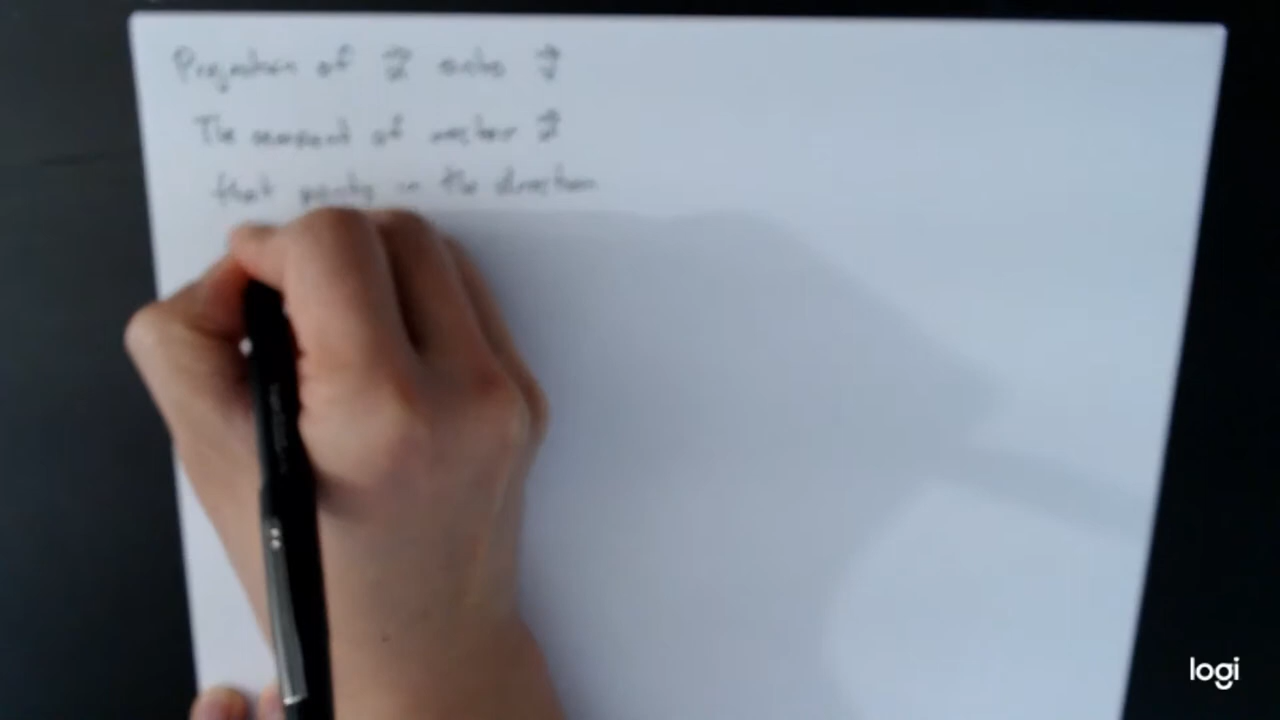 Projection of u⃗ onto v⃗
The component of vector u⃗
that points in the direction
logi